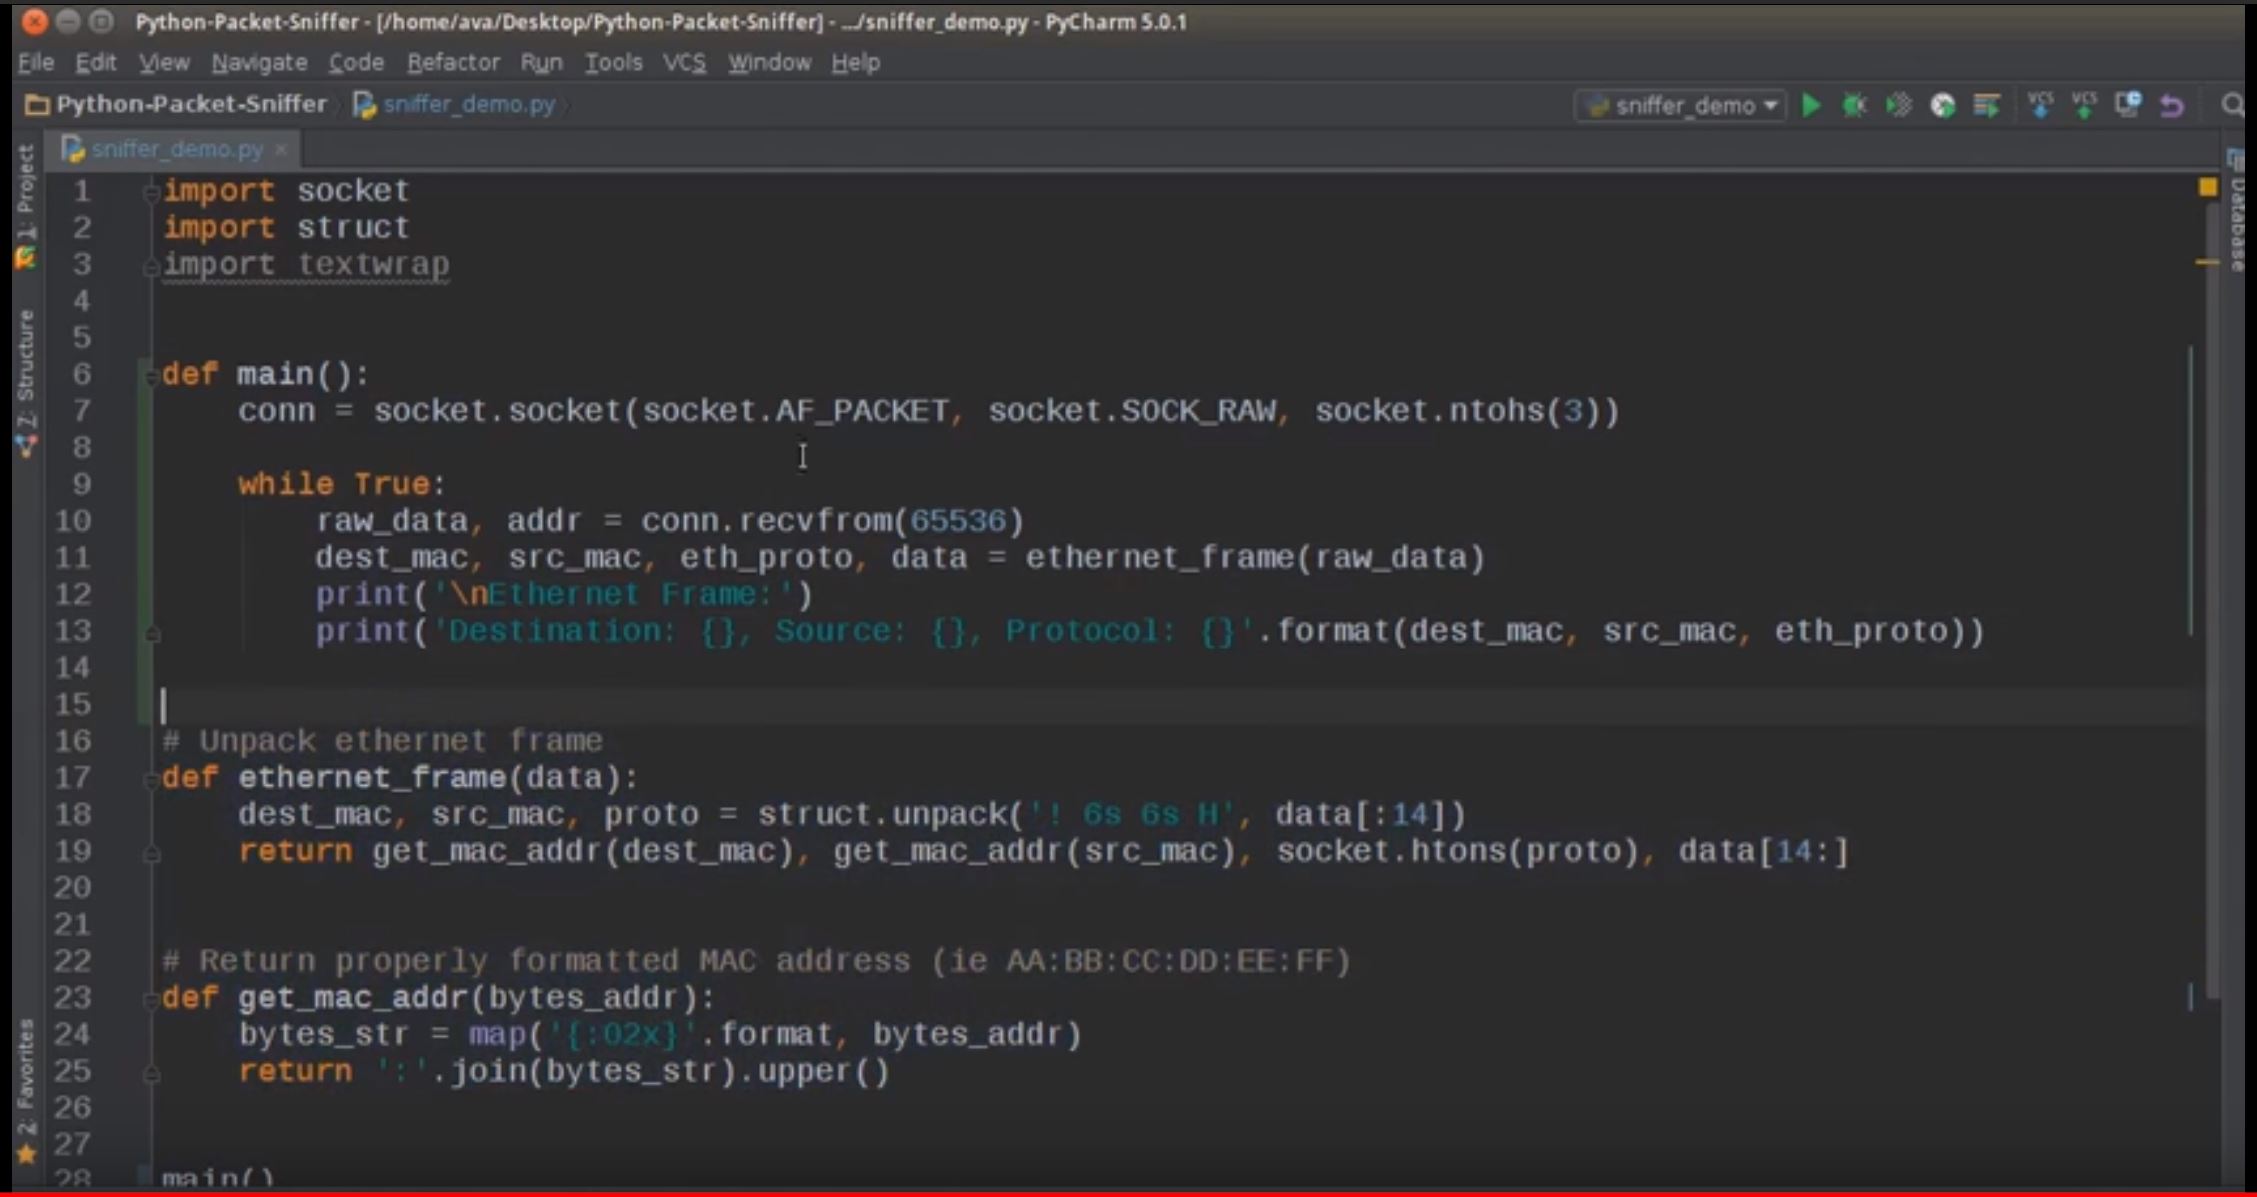 Python-Packet-Sniffer - [/home/ava/Desktop/Python-Packet-Sniffer] - .../sniffer_demo.py - PyCharm 5.0.1
File Edit View Navigate Code Refactor Run Tools VCS Window Help
Python-Packet-Sniffer sniffer_demo.py sniffer_demo VCS VCS
sniffer_demo.py
1: Project
7: Structure
2: Favorites
Database
1 import socket
2 import struct
3 import textwrap
4
5
6 def main():
7     conn = socket.socket(socket.AF_PACKET, socket.SOCK_RAW, socket.ntohs(3))
8
9     while True:
10         raw_data, addr = conn.recvfrom(65536)
11         dest_mac, src_mac, eth_proto, data = ethernet_frame(raw_data)
12         print('\nEthernet Frame:')
13         print('Destination: {}, Source: {}, Protocol: {}'.format(dest_mac, src_mac, eth_proto))
14
15
16 # Unpack ethernet frame
17 def ethernet_frame(data):
18     dest_mac, src_mac, proto = struct.unpack('! 6s 6s H', data[:14])
19     return get_mac_addr(dest_mac), get_mac_addr(src_mac), socket.htons(proto), data[14:]
20
21
22 # Return properly formatted MAC address (ie AA:BB:CC:DD:EE:FF)
23 def get_mac_addr(bytes_addr):
24     bytes_str = map('{:02x}'.format, bytes_addr)
25     return ':'.join(bytes_str).upper()
26
27
28 main()